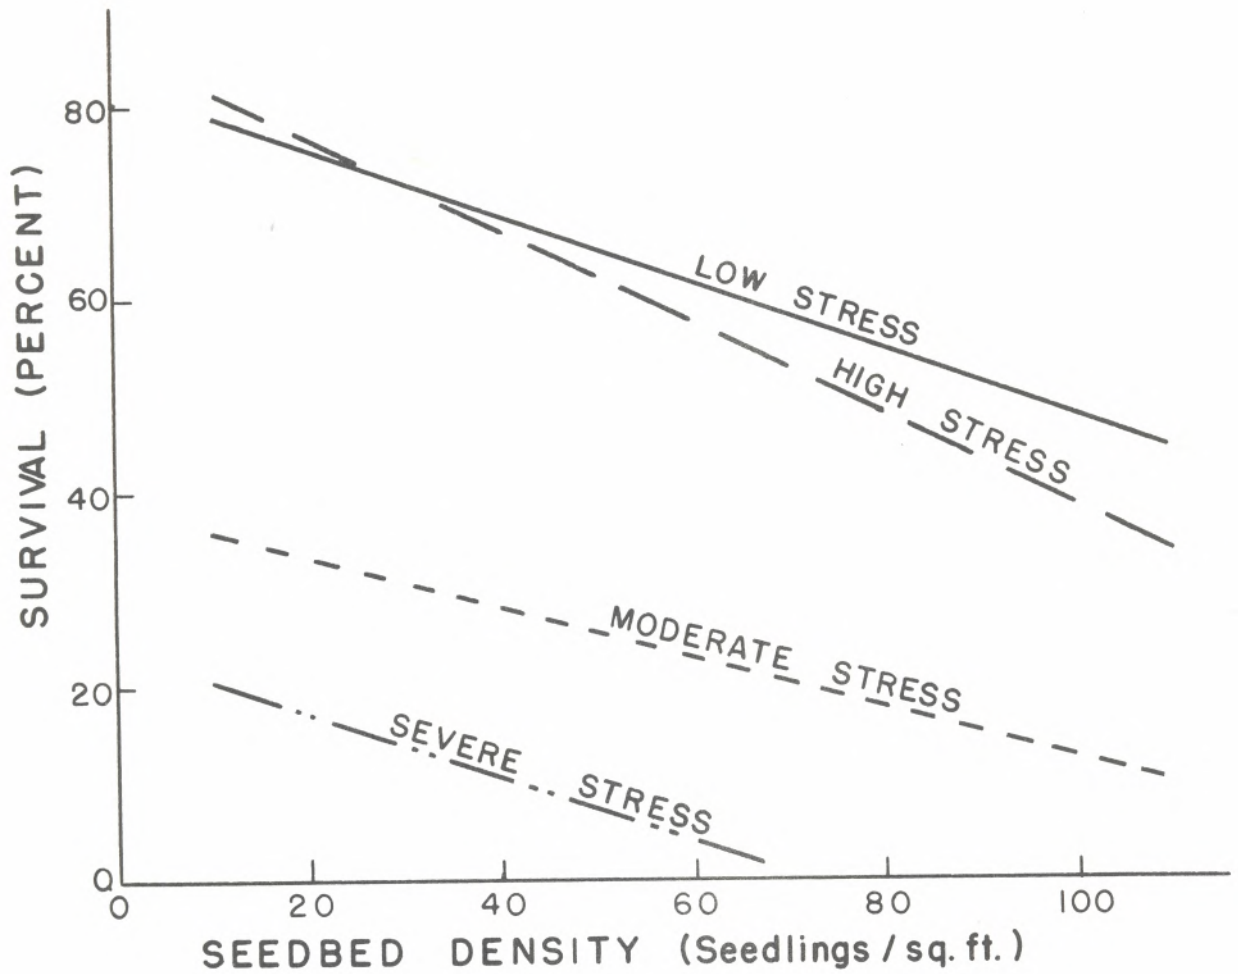 SURVIVAL (PERCENT)
80
60
40
20
0
LOW STRESS
HIGH STRESS
MODERATE STRESS
SEVERE STRESS
0 20 40 60 80 100
SEEDBED DENSITY (Seedlings/sq. ft.)